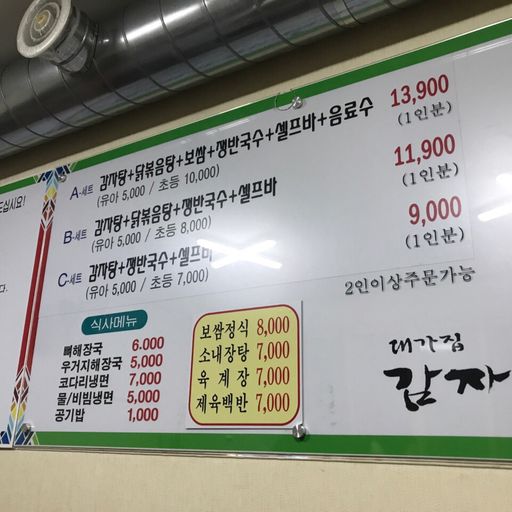 드십시요!
다.
A-세트 감자탕+닭볶음탕+보쌈+쟁반국수+셀프바+음료수 13,900
(유아 5,000 / 초등 10,000) (1인분)
B-세트 감자탕+닭볶음탕+쟁반국수+셀프바 11,900
(유아 5,000 / 초등 8,000) (1인분)
C-세트 감자탕+쟁반국수+셀프바 9,000
(유아 5,000 / 초등 7,000) (1인분)
2인이상주문가능
식사메뉴
뼈해장국 6.000
우거지해장국 5,000
코다리냉면 7,000
물/비빔냉면 5,000
공기밥 1,000
보쌈정식 8,000
소내장탕 7,000
육계장 7,000
제육백반 7,000
대가집
감자